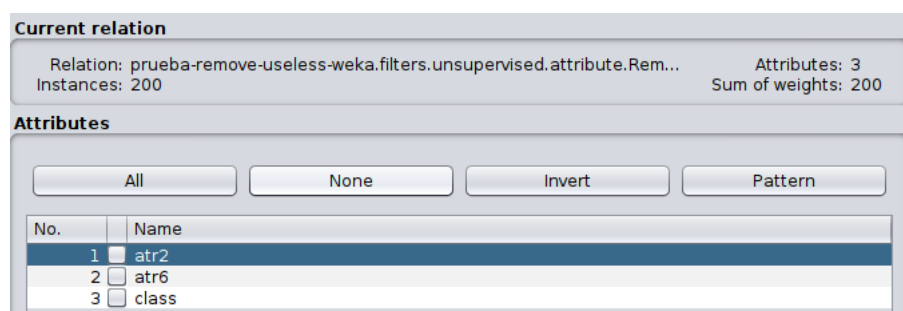 Current relation
Relation: prueba-remove-useless-weka.filters.unsupervised.attribute.Rem... Attributes: 3
Instances: 200 Sum of weights: 200
Attributes
All None Invert Pattern
No. Name
1 atr2
2 atr6
3 class